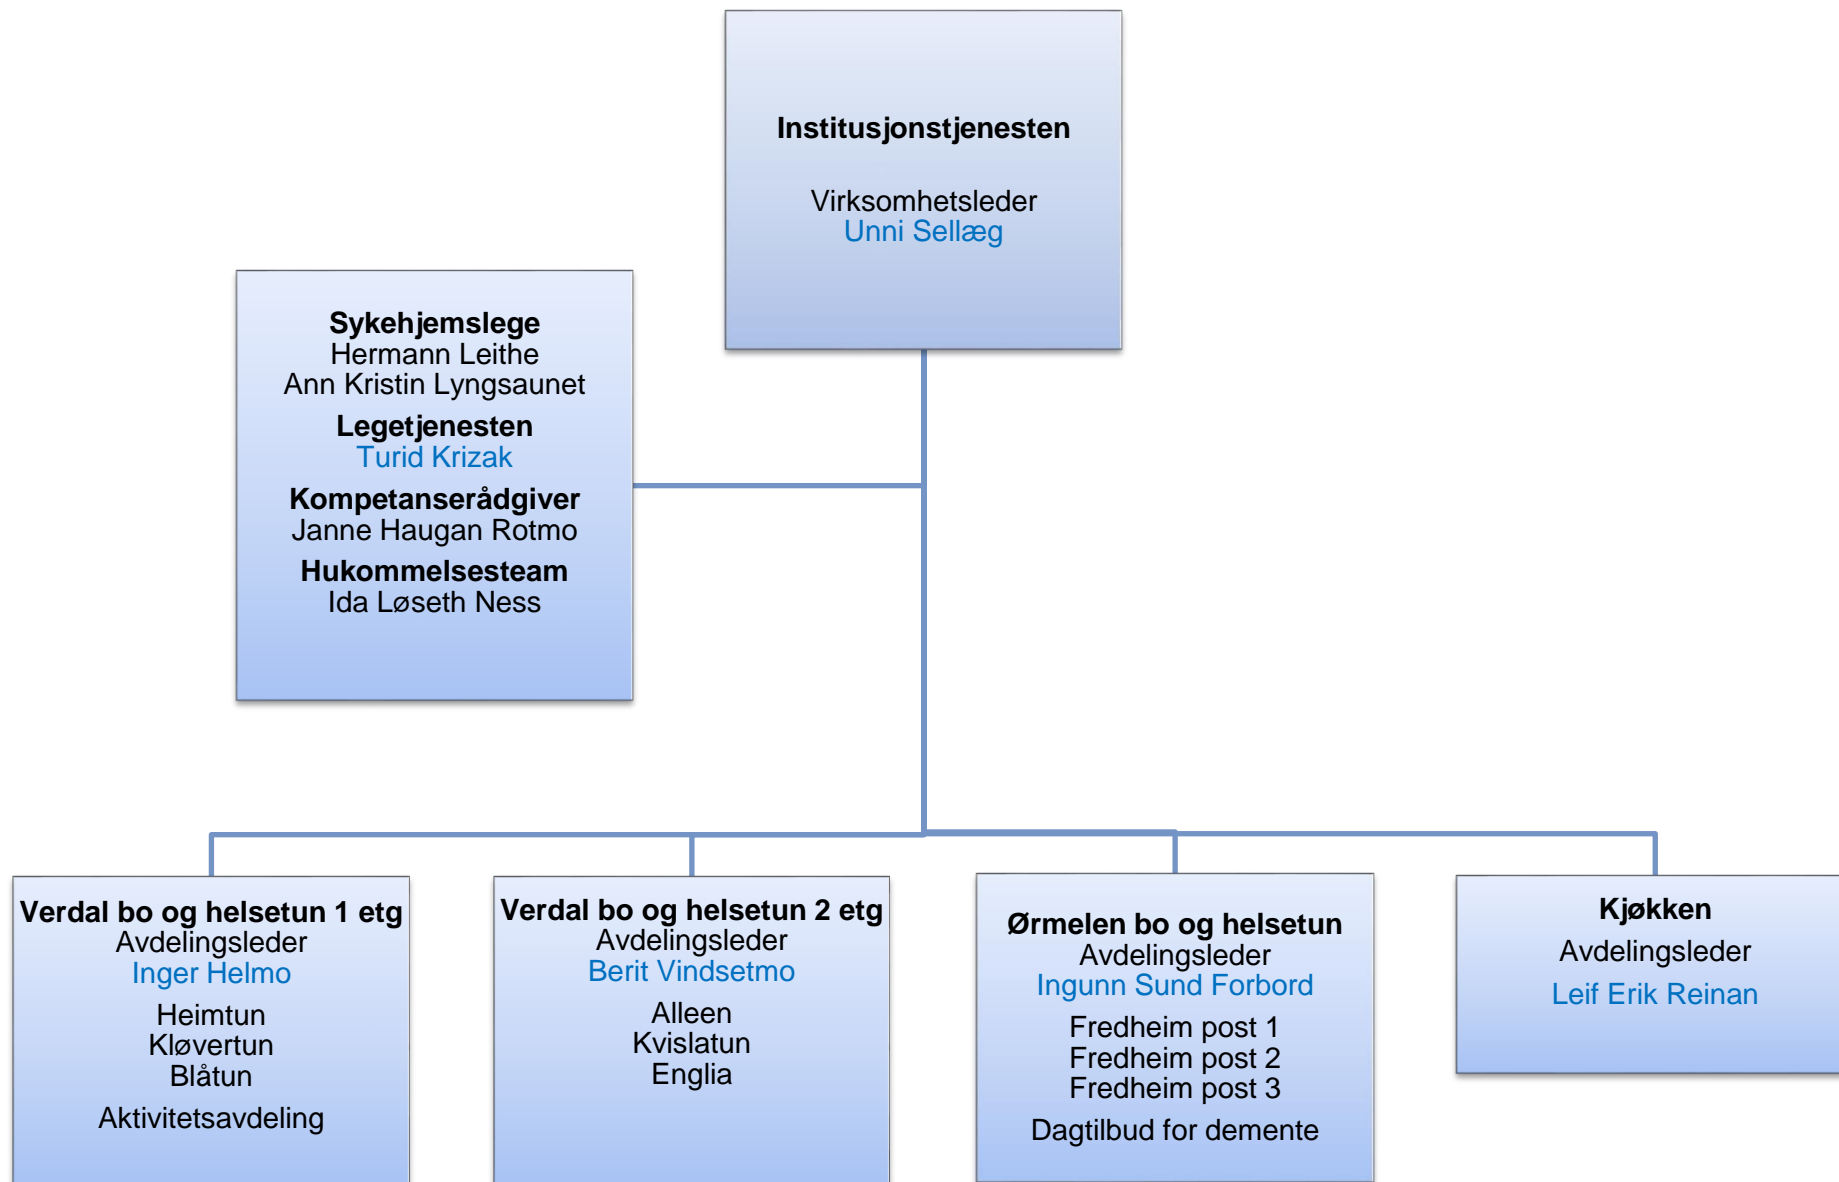 Institusjonstjenesten
Virksomhetsleder
Unni Sellæg
Sykehjemslege
Hermann Leithe
Ann Kristin Lyngsaunet
Legetjenesten
Turid Krizak
Kompetanserådgiver
Janne Haugan Rotmo
Hukommelsesteam
Ida Løseth Ness
Verdal bo og helsetun 1 etg
Avdelingsleder
Inger Helmo
Heimtun
Kløvertun
Blåtun
Aktivitetsavdeling
Verdal bo og helsetun 2 etg
Avdelingsleder
Berit Vindsetmo
Alleen
Kvislatun
Englia
Ørmelen bo og helsetun
Avdelingsleder
Ingunn Sund Forbord
Fredheim post 1
Fredheim post 2
Fredheim post 3
Dagtilbud for demente
Kjøkken
Avdelingsleder
Leif Erik Reinan